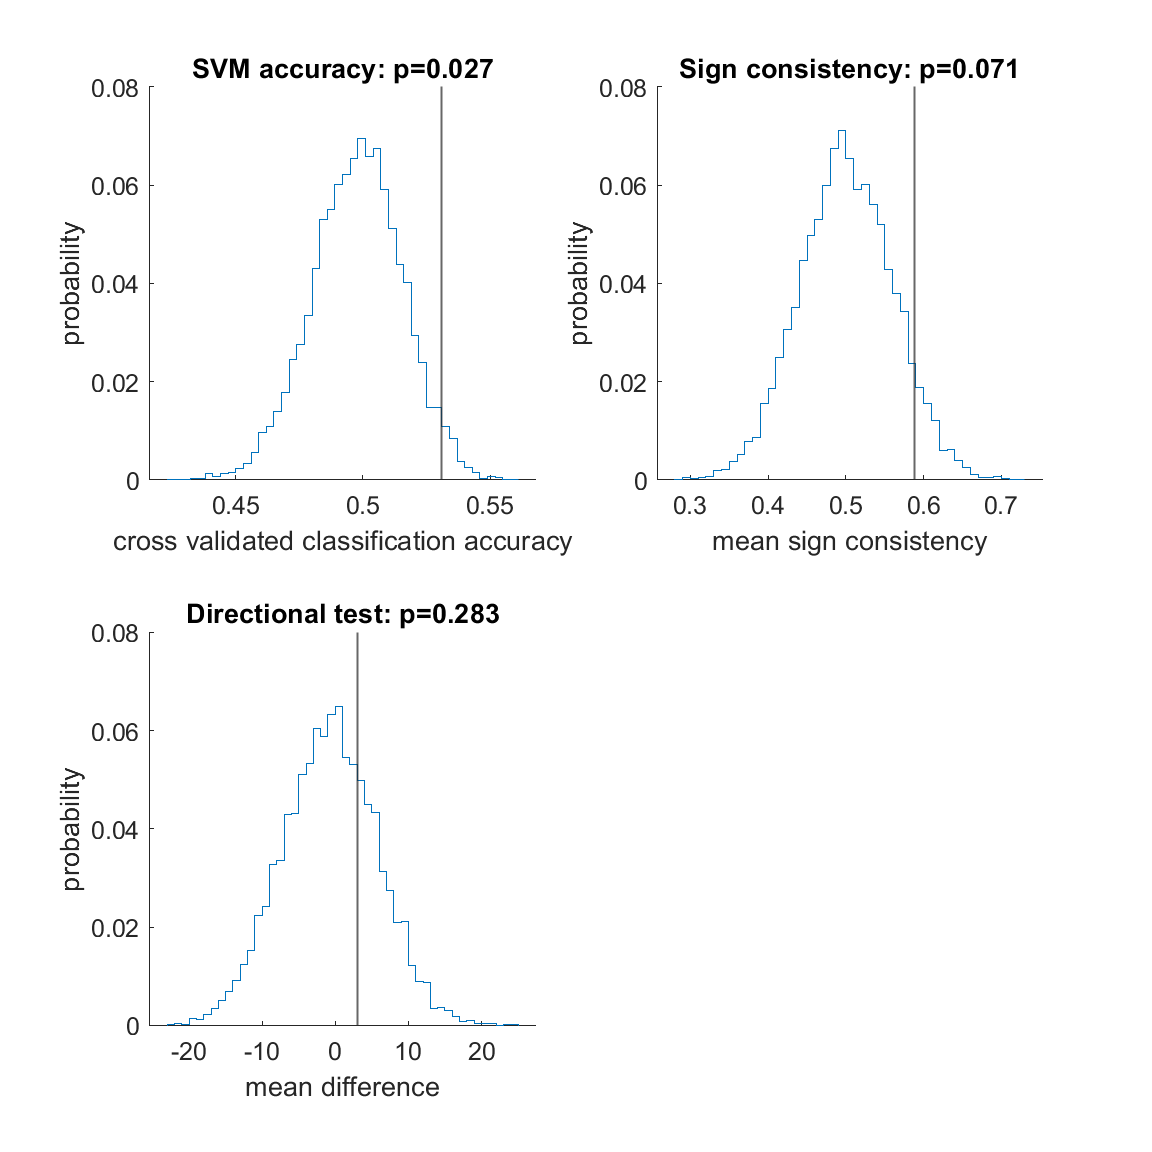 SVM accuracy: p=0.027
0.08
0.06
0.04
0.02
0
probability
0.45 0.5 0.55
cross validated classification accuracy
Sign consistency: p=0.071
0.08
0.06
0.04
0.02
0
probability
0.3 0.4 0.5 0.6 0.7
mean sign consistency
Directional test: p=0.283
0.08
0.06
0.04
0.02
0
probability
-20 -10 0 10 20
mean difference